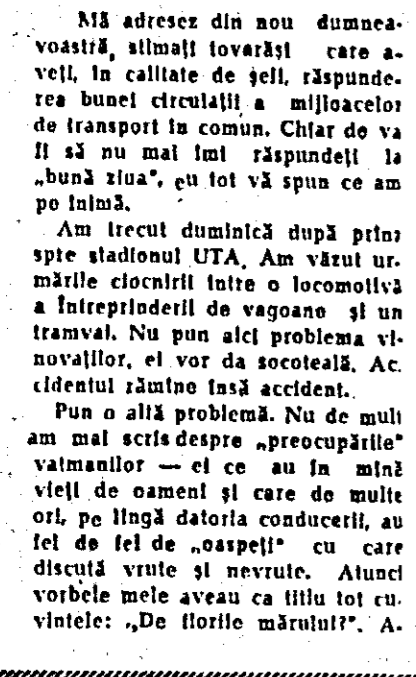 Mă adresez din nou dumnea-
voastră, stimați tovarăși care a-
veți, în calitate de șefi, răspunde-
rea bunei circulații a mijloacelor
de transport în comun. Chiar de va
fi să nu mai îmi răspundeți la
„bună ziua", eu tot vă spun ce am
pe inimă.
Am trecut duminică după prînz
spre stadionul UTA. Am văzut ur-
mările ciocnirii între o locomotivă
a Întreprinderii de vagoane și un
tramvai. Nu pun aici problema vi-
novaților, ei vor da socoteală. Ac-
cidentul rămîne însă accident.
Pun o altă problemă. Nu de mult
am mai scris despre „preocupările"
vatmanilor — ei ce au în mînă
vieți de oameni și care de multe
ori, pe lîngă datoria conducerii, au
fel de fel de „oaspeți" cu care
discută vrute și nevrute. Atunci
vorbele mele aveau ca titlu tot cu-
vintele: „De florile mărului?". A-